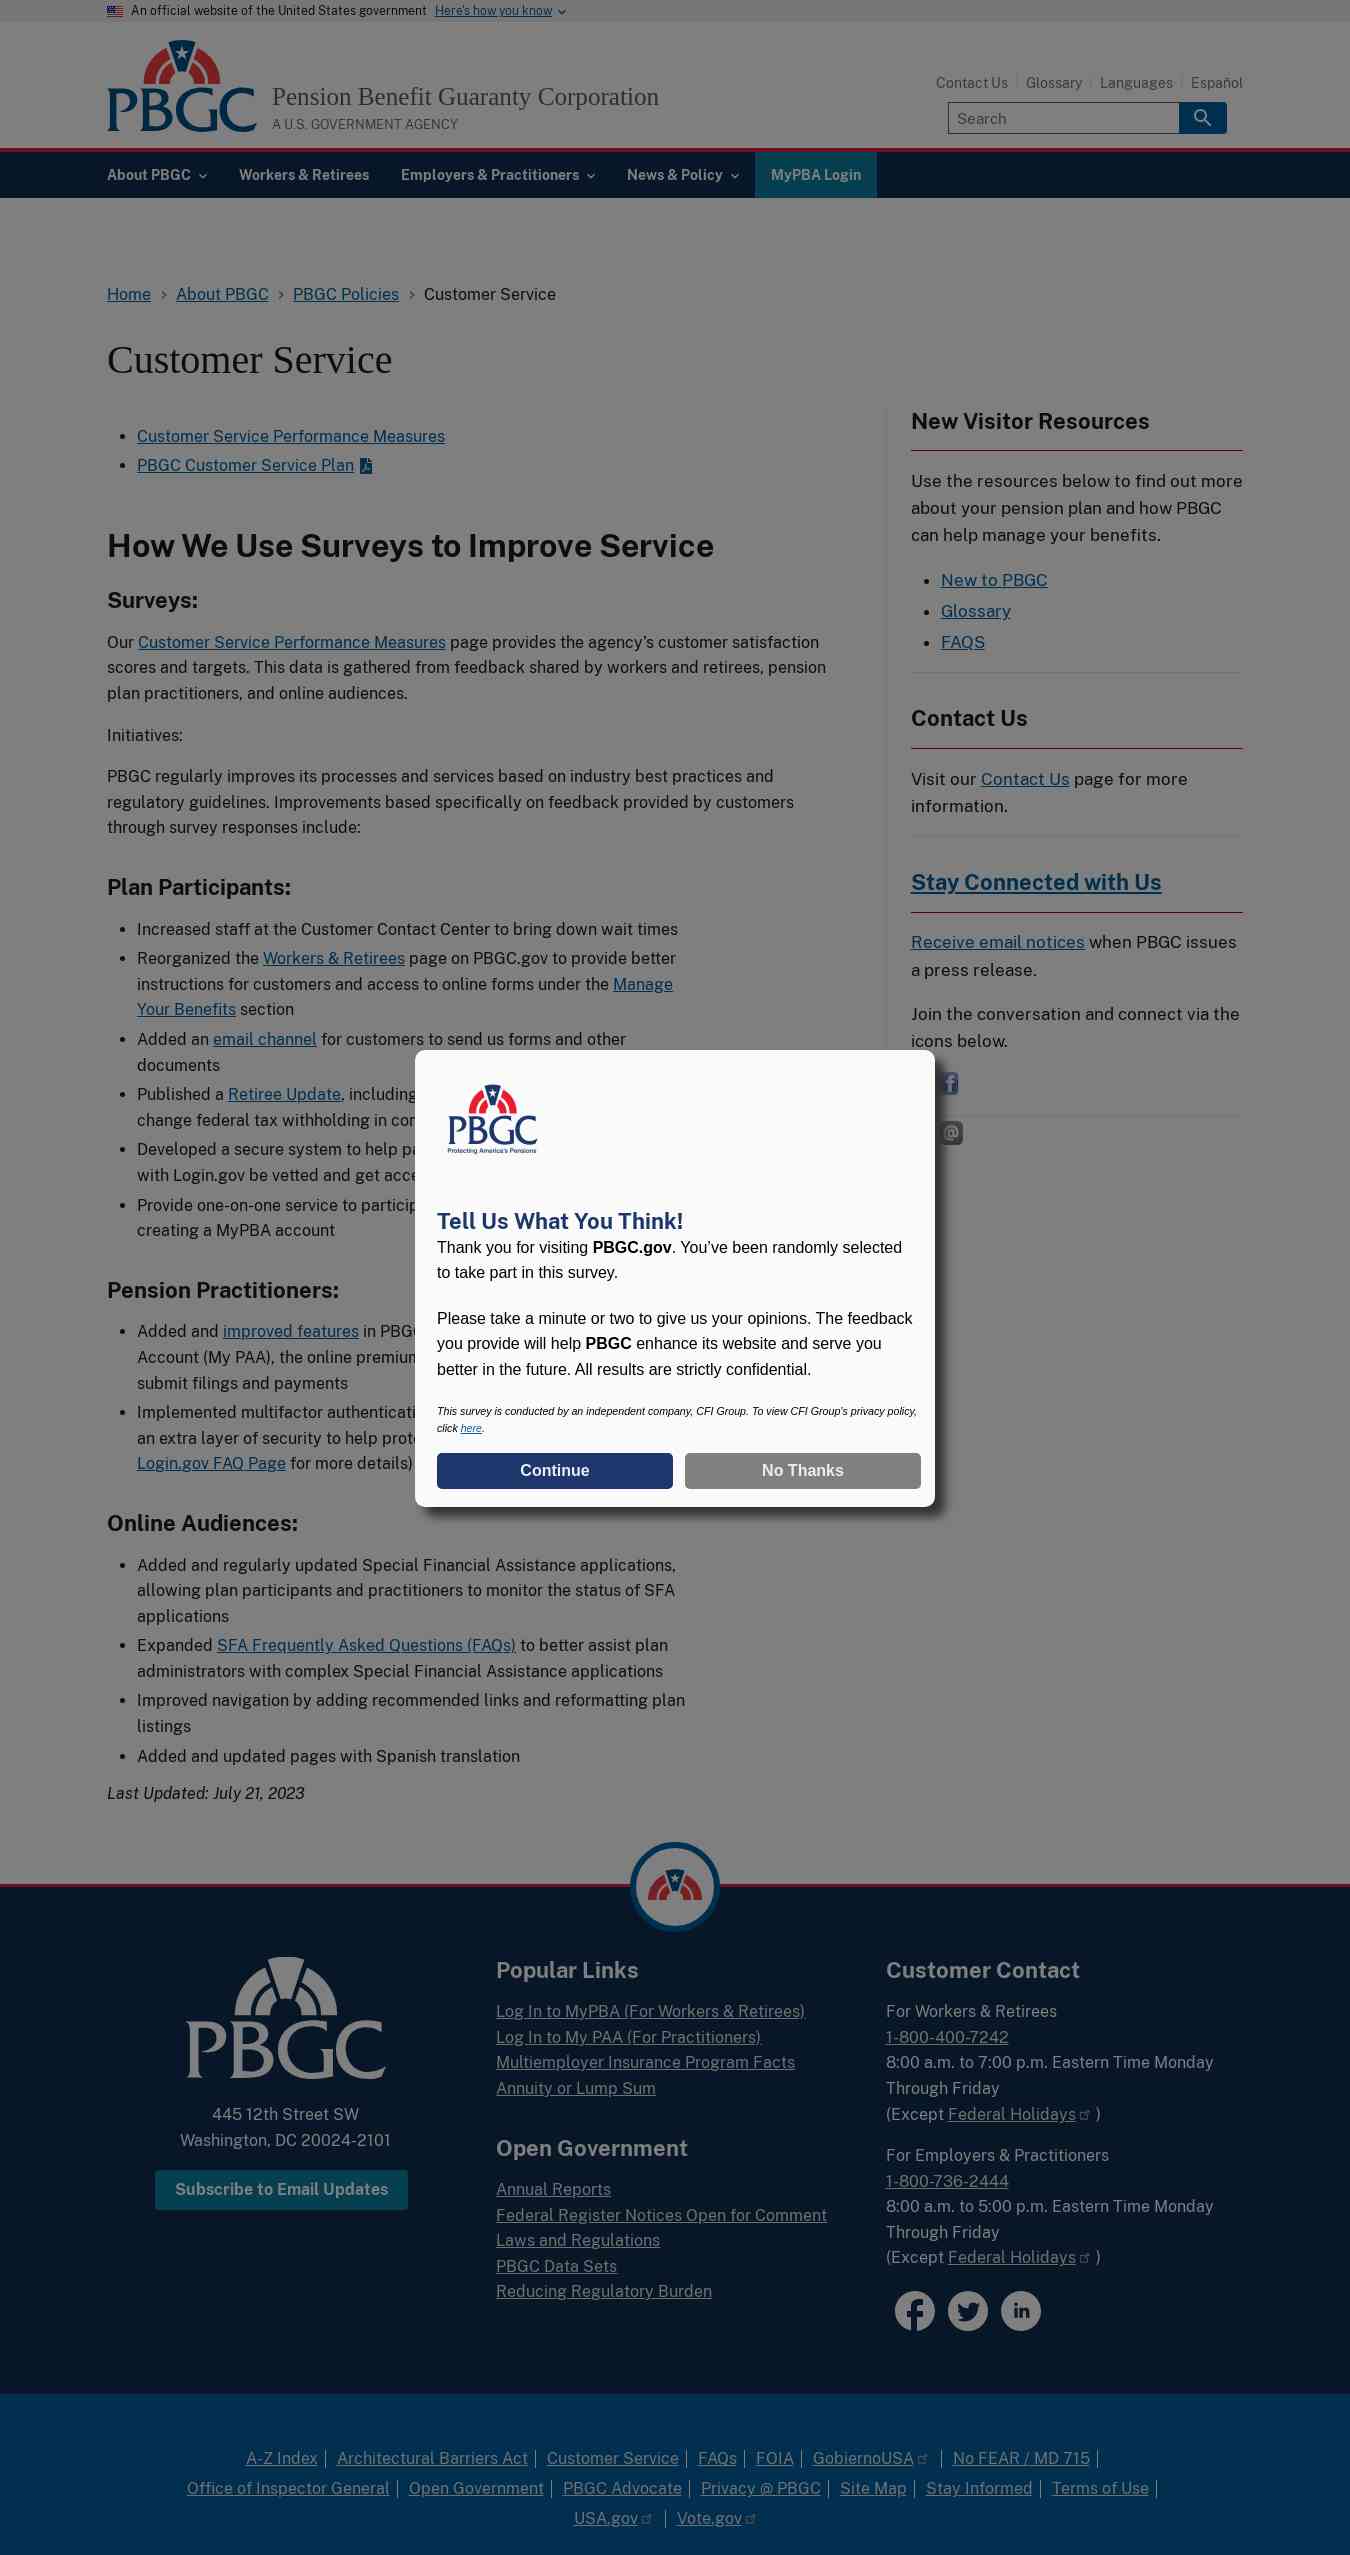 An official website of the United States government Here's how you know
PBGC
Pension Benefit Guaranty Corporation
A U.S. GOVERNMENT AGENCY
Contact Us Glossary Languages Español
Search
About PBGC Workers & Retirees Employers & Practitioners News & Policy MyPBA Login
Home About PBGC PBGC Policies Customer Service
Customer Service
Customer Service Performance Measures
PBGC Customer Service Plan
How We Use Surveys to Improve Service
Surveys:
Our Customer Service Performance Measures page provides the agency's customer satisfaction
scores and targets. This data is gathered from feedback shared by workers and retirees, pension
plan practitioners, and online audiences.
Initiatives:
PBGC regularly improves its processes and services based on industry best practices and
regulatory guidelines. Improvements based specifically on feedback provided by customers
through survey responses include:
Plan Participants:
Increased staff at the Customer Contact Center to bring down wait times
Reorganized the Workers & Retirees page on PBGC.gov to provide better
instructions for customers and access to online forms under the Manage
Your Benefits section
Added an email channel for customers to send us forms and other
documents
Published a Retiree Update, including
change federal tax withholding in
Developed a secure system to help
with Login.gov be vetted and get
Provide one-on-one service to
creating a MyPBA account
Pension Practitioners:
Added and improved features in
Account (My PAA), the online premium
submit filings and payments
Implemented multifactor
an extra layer of security to help
Login.gov FAQ Page for more details)
Online Audiences:
Added and regularly updated Special Financial Assistance applications,
allowing plan participants and practitioners to monitor the status of SFA
applications
Expanded SFA Frequently Asked Questions (FAQs) to better assist plan
administrators with complex Special Financial Assistance applications
Improved navigation by adding recommended links and reformatting plan
listings
Added and updated pages with Spanish translation
Last Updated: July 21, 2023
New Visitor Resources
Use the resources below to find out more
about your pension plan and how PBGC
can help manage your benefits.
New to PBGC
Glossary
FAQS
Contact Us
Visit our Contact Us page for more
information.
Stay Connected with Us
Receive email notices when PBGC issues
a press release.
Join the conversation and connect via the
icons below.
PBGC
Protecting America's Pensions
Tell Us What You Think!
Thank you for visiting PBGC.gov. You’ve been randomly selected
to take part in this survey.
Please take a minute or two to give us your opinions. The feedback
you provide will help PBGC enhance its website and serve you
better in the future. All results are strictly confidential.
This survey is conducted by an independent company, CFI Group. To view CFI Group's privacy policy,
click here.
Continue No Thanks
PBGC
445 12th Street SW
Washington, DC 20024-2101
Subscribe to Email Updates
Popular Links
Log In to MyPBA (For Workers & Retirees)
Log In to My PAA (For Practitioners)
Multiemployer Insurance Program Facts
Annuity or Lump Sum
Open Government
Annual Reports
Federal Register Notices Open for Comment
Laws and Regulations
PBGC Data Sets
Reducing Regulatory Burden
Customer Contact
For Workers & Retirees
1-800-400-7242
8:00 a.m. to 7:00 p.m. Eastern Time Monday
Through Friday
(Except Federal Holidays )
For Employers & Practitioners
1-800-736-2444
8:00 a.m. to 5:00 p.m. Eastern Time Monday
Through Friday
(Except Federal Holidays )
A-Z Index Architectural Barriers Act Customer Service FAQs FOIA GobiernoUSA No FEAR / MD 715
Office of Inspector General Open Government PBGC Advocate Privacy @ PBGC Site Map Stay Informed Terms of Use
USA.gov Vote.gov